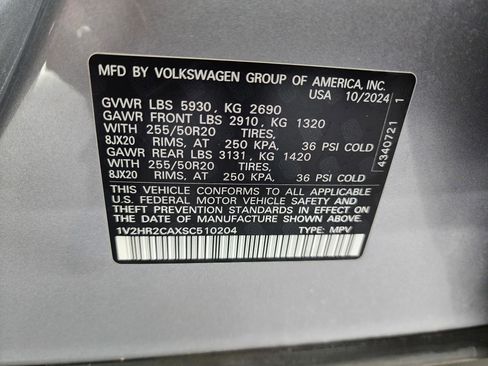 MFD BY VOLKSWAGEN GROUP OF AMERICA, INC.
USA 10/2024
GVWR LBS 5930, KG 2690
GAWR FRONT LBS 2910, KG 1320
WITH 255/50R20 TIRES,
8JX20 RIMS, AT 250 KPA, 36 PSI COLD
GAWR REAR LBS 3131, KG 1420
WITH 255/50R20 TIRES,
8JX20 RIMS, AT 250 KPA, 36 PSI COLD
THIS VEHICLE CONFORMS TO ALL APPLICABLE
U.S. FEDERAL MOTOR VEHICLE SAFETY AND
THEFT PREVENTION STANDARDS IN EFFECT
ON THE DATE OF MANUFACTURE SHOWN ABOVE.
1V2HR2CAXSC510204 TYPE: MPV
4340721 1